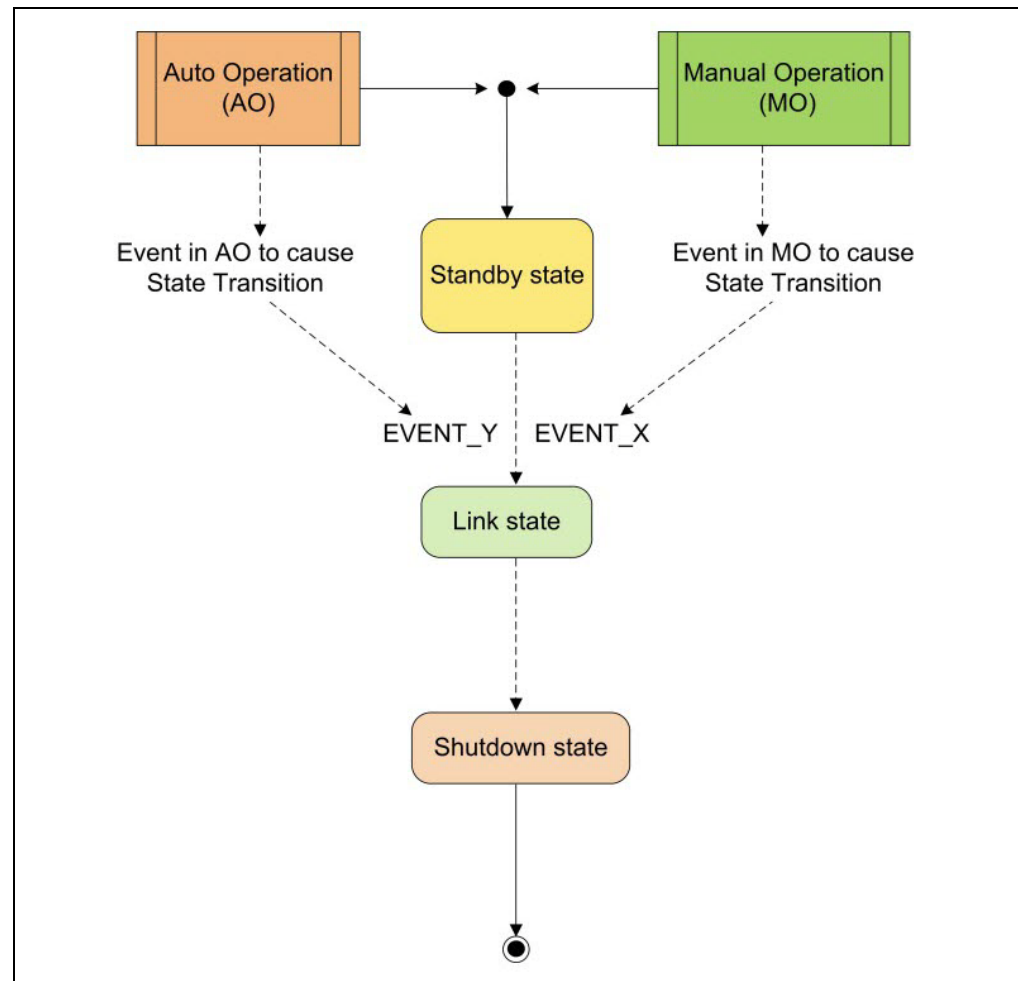 Auto Operation
(AO)
Manual Operation
(MO)
Event in AO to cause
State Transition
Standby state
Event in MO to cause
State Transition
EVENT_Y
EVENT_X
Link state
Shutdown state